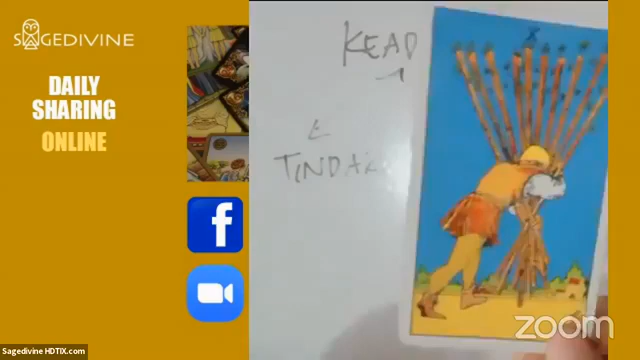 SAGEDIVINE
DAILY
SHARING
ONLINE
KEAD
X
TINDAK
zoom
Sagedivine HDTIX.com